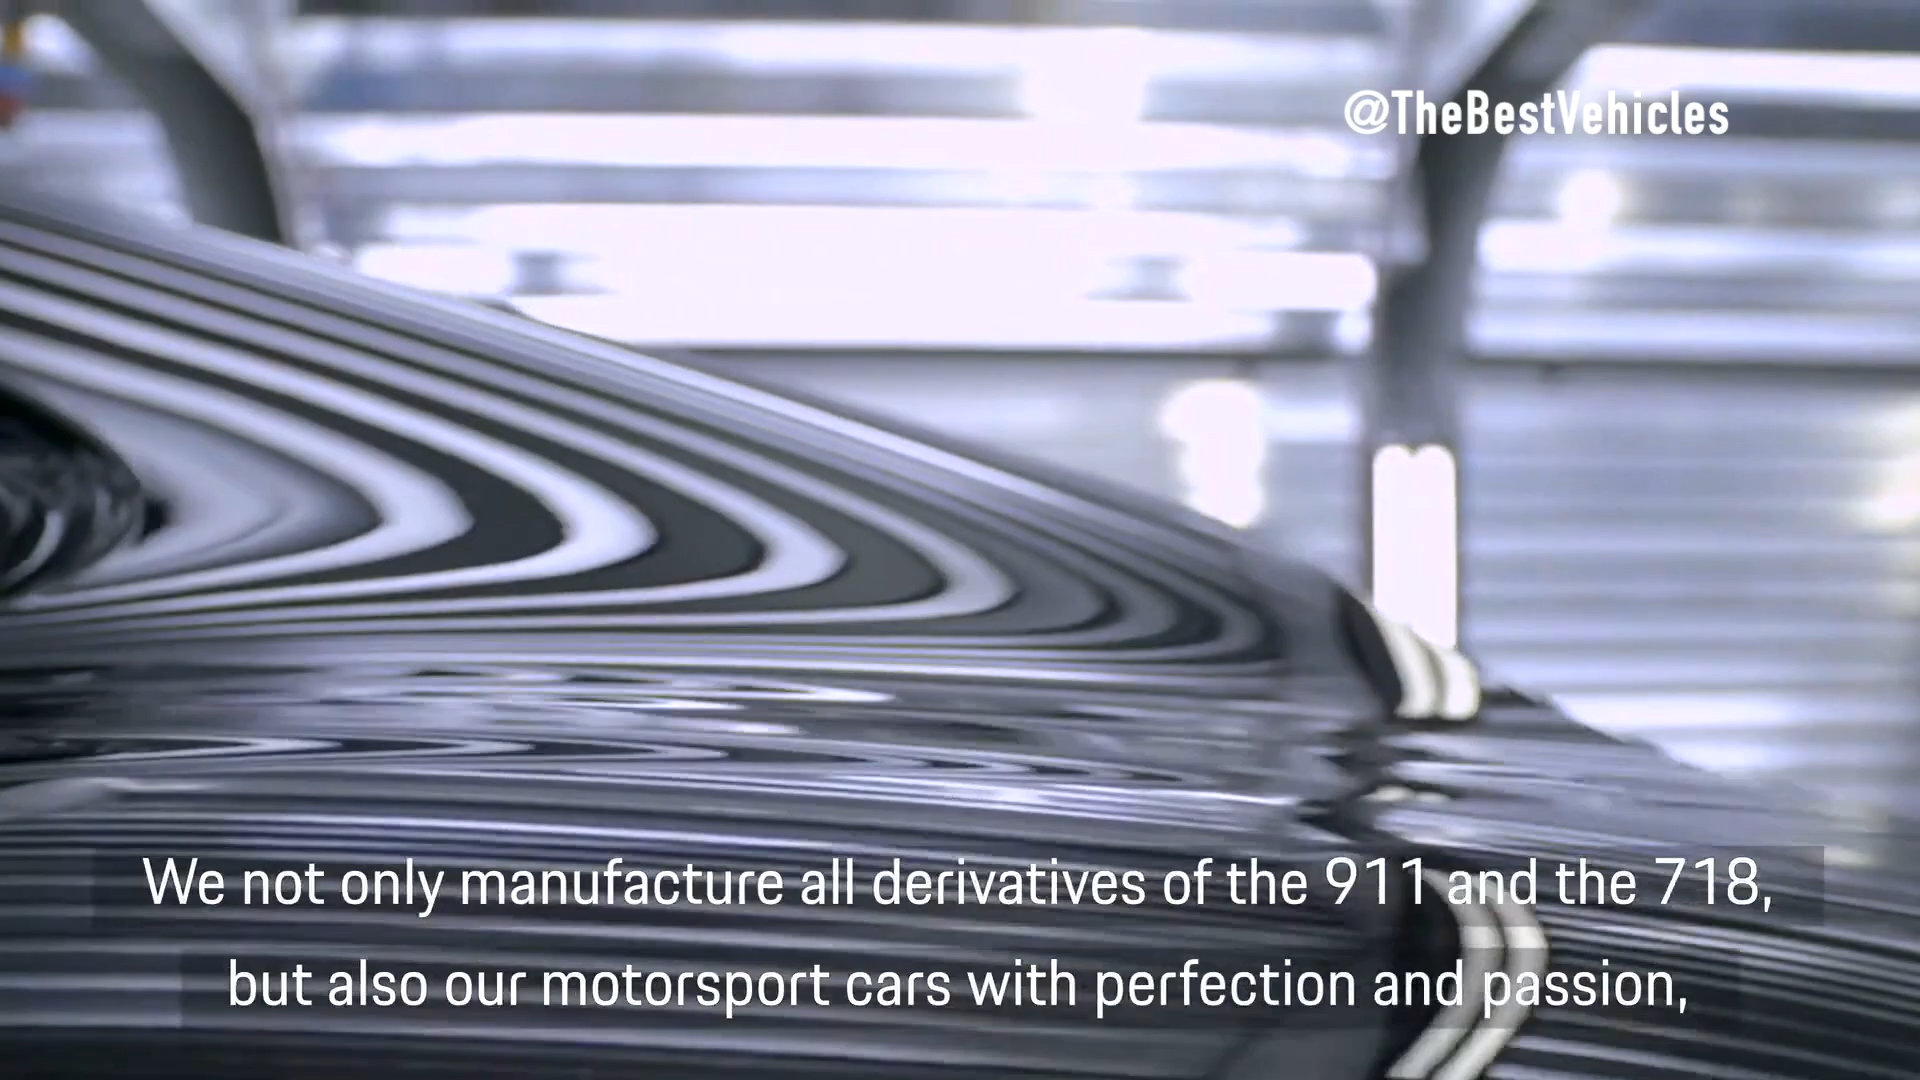 @TheBestVehicles
We not only manufacture all derivatives of the 911 and the 718,
but also our motorsport cars with perfection and passion,